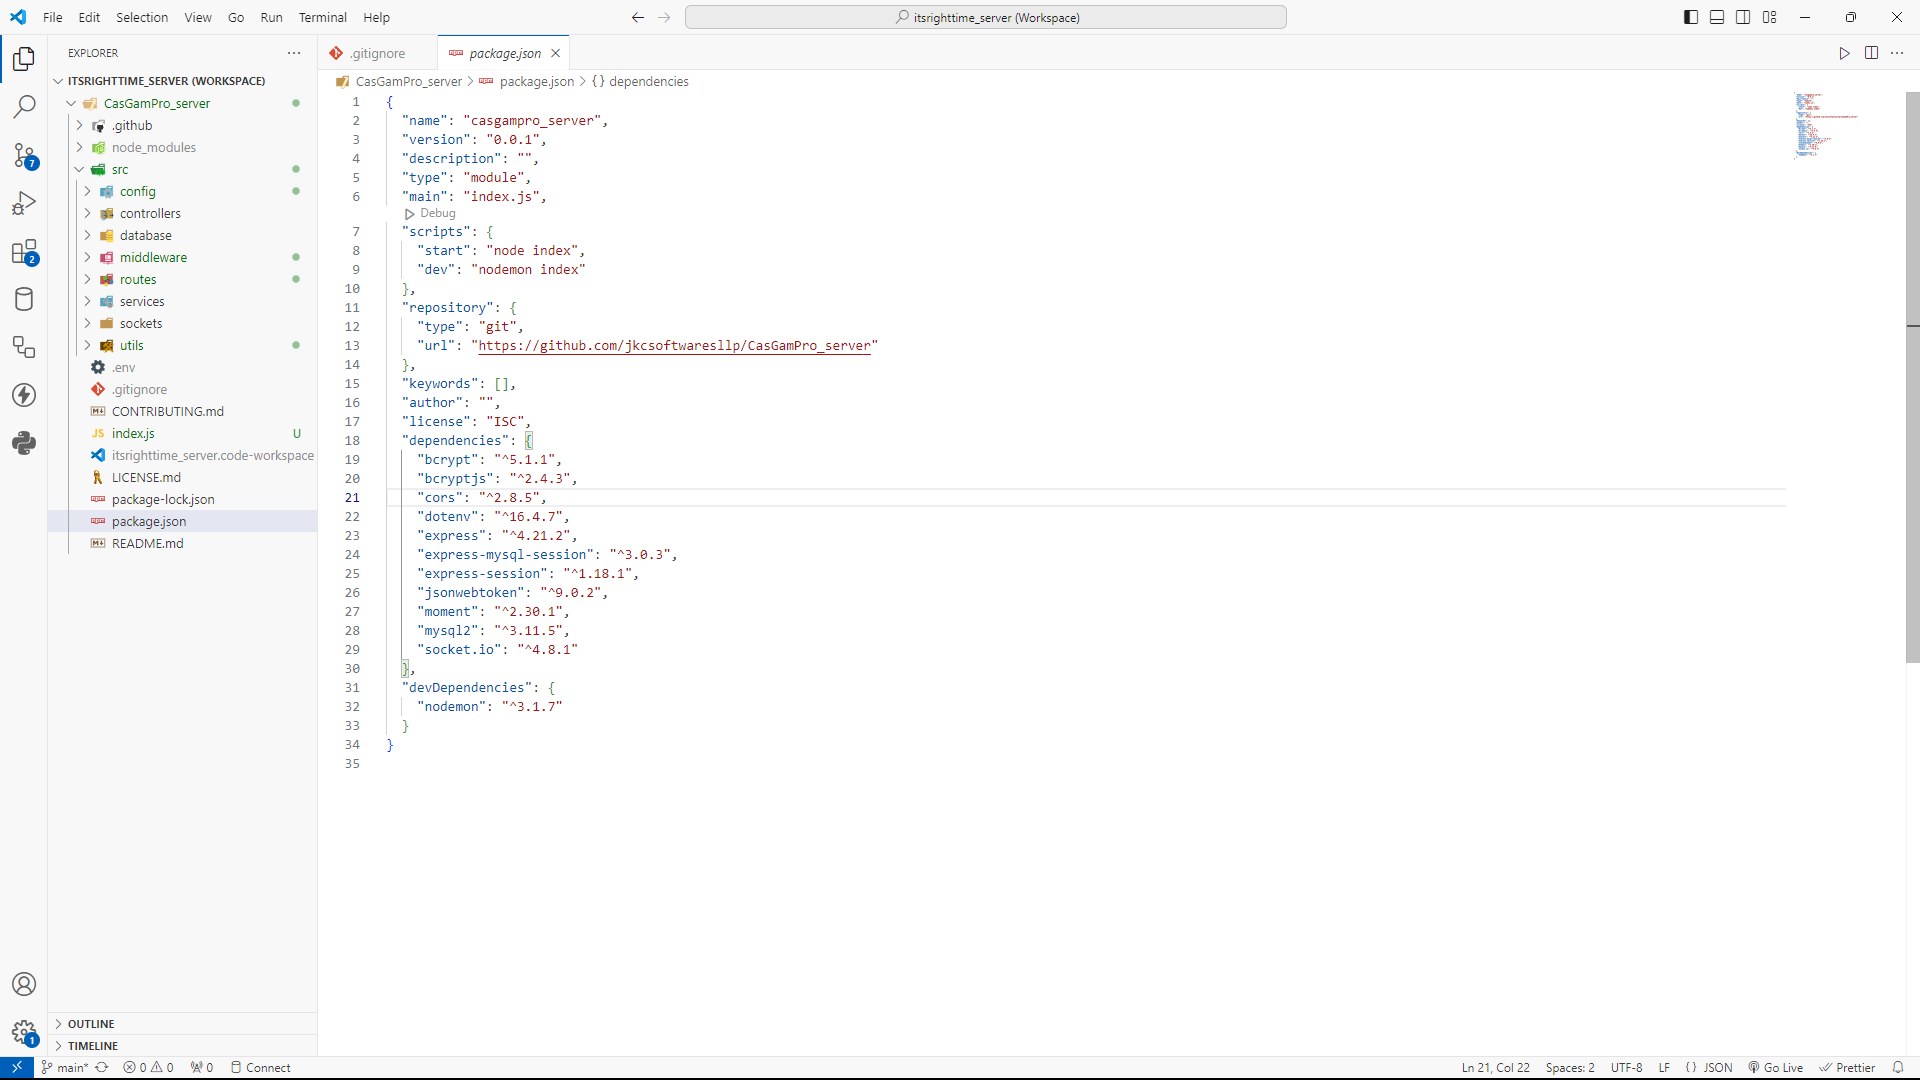 File Edit Selection View Go Run Terminal Help
itsrighttime_server (Workspace)
EXPLORER
ITSRIGHTTIME_SERVER (WORKSPACE)
CasGamPro_server
.github
node_modules
src
config
controllers
database
middleware
routes
services
sockets
utils
.env
.gitignore
CONTRIBUTING.md
JS index.js U
itsrighttime_server.code-workspace
LICENSE.md
package-lock.json
package.json
README.md
OUTLINE
TIMELINE
7
2
1
.gitignore
package.json
CasGamPro_server > package.json > {} dependencies
1 {
2 "name": "casgampro_server",
3 "version": "0.0.1",
4 "description": "",
5 "type": "module",
6 "main": "index.js",
Debug
7 "scripts": {
8 "start": "node index",
9 "dev": "nodemon index"
10 },
11 "repository": {
12 "type": "git",
13 "url": "https://github.com/jkcsoftwaresllp/CasGamPro_server"
14 },
15 "keywords": [],
16 "author": "",
17 "license": "ISC",
18 "dependencies": {
19 "bcrypt": "^5.1.1",
20 "bcryptjs": "^2.4.3",
21 "cors": "^2.8.5",
22 "dotenv": "^16.4.7",
23 "express": "^4.21.2",
24 "express-mysql-session": "^3.0.3",
25 "express-session": "^1.18.1",
26 "jsonwebtoken": "^9.0.2",
27 "moment": "^2.30.1",
28 "mysql2": "^3.11.5",
29 "socket.io": "^4.8.1"
30 },
31 "devDependencies": {
32 "nodemon": "^3.1.7"
33 }
34 }
35
main* 0 0 0 Connect
Ln 21, Col 22 Spaces: 2 UTF-8 LF {} JSON Go Live Prettier